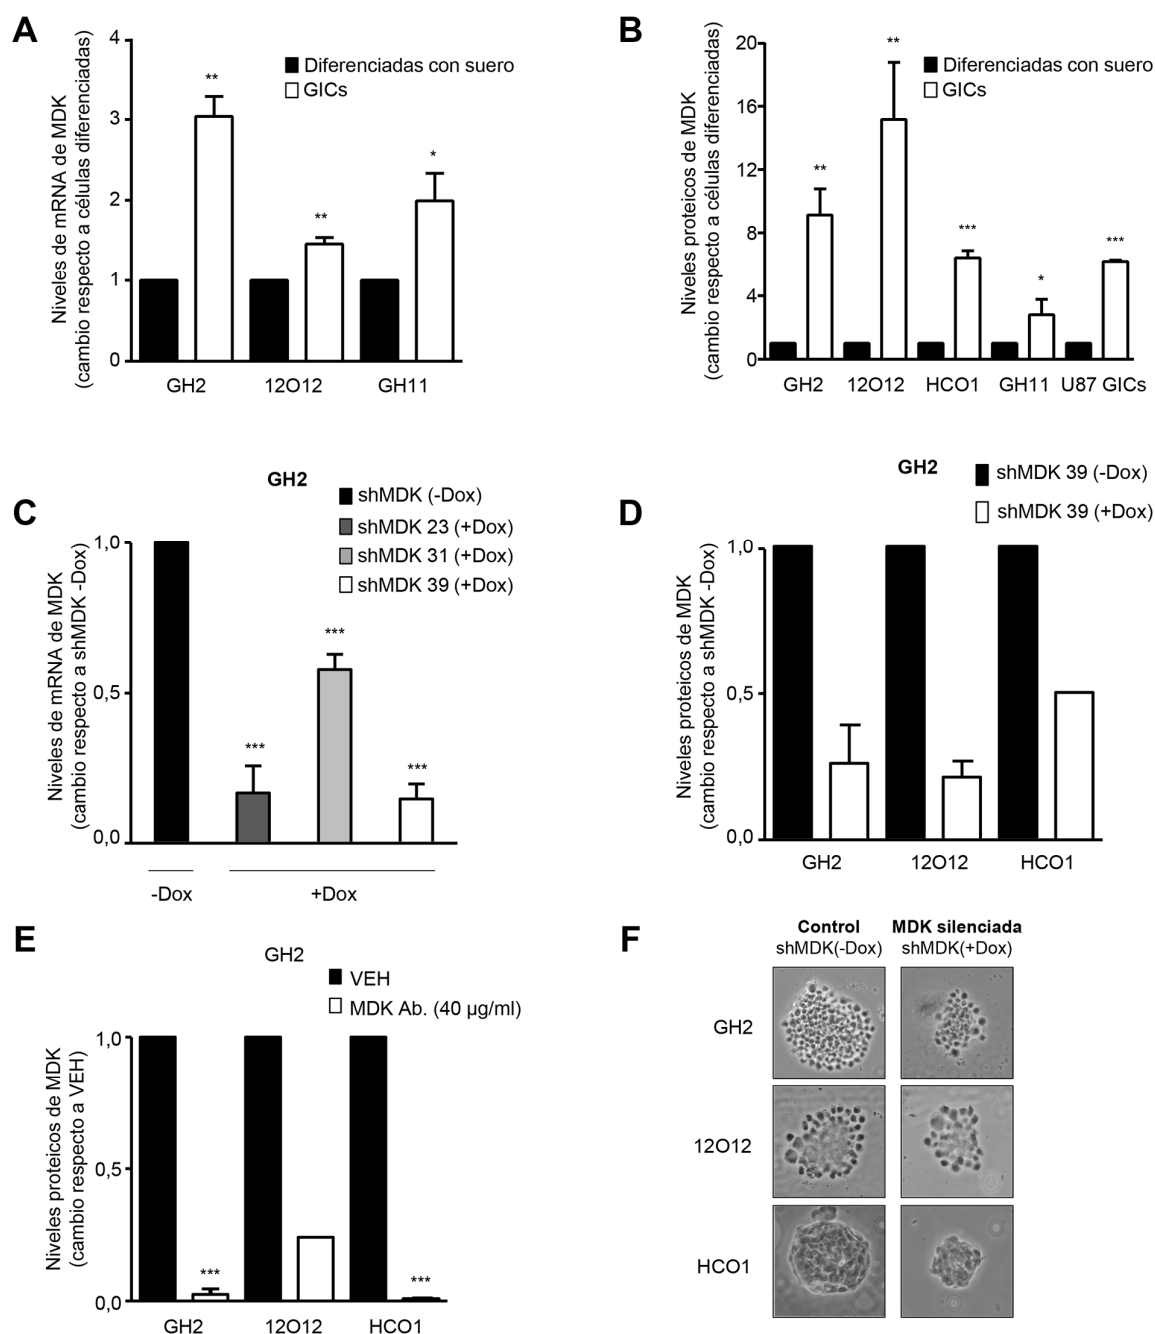 A
Niveles de mRNA de MDK
(cambio respecto a células diferenciadas)
4
3
2
1
0
Diferenciadas con suero
GICs
**
**
*
GH2
12O12
GH11
B
Niveles proteicos de MDK
(cambio respecto células diferenciadas)
20
16
12
8
4
0
Diferenciadas con suero
GICs
**
**
***
*
***
GH2
12O12
HCO1
GH11
U87 GICs
C
GH2
shMDK (-Dox)
shMDK 23 (+Dox)
shMDK 31 (+Dox)
shMDK 39 (+Dox)
Niveles de mRNA de MDK
(cambio respecto a shMDK -Dox)
1,0
0,5
0,0
***
***
***
-Dox
+Dox
D
GH2
shMDK 39 (-Dox)
shMDK 39 (+Dox)
Niveles proteicos de MDK
(cambio respecto a shMDK -Dox)
1,0
0,5
0,0
GH2
12O12
HCO1
E
GH2
VEH
MDK Ab. (40 µg/ml)
Niveles proteicos de MDK
(cambio respecto a VEH)
1,0
0,5
0,0
***
***
GH2
12O12
HCO1
F
Control
shMDK(-Dox)
MDK silenciada
shMDK(+Dox)
GH2
12O12
HCO1